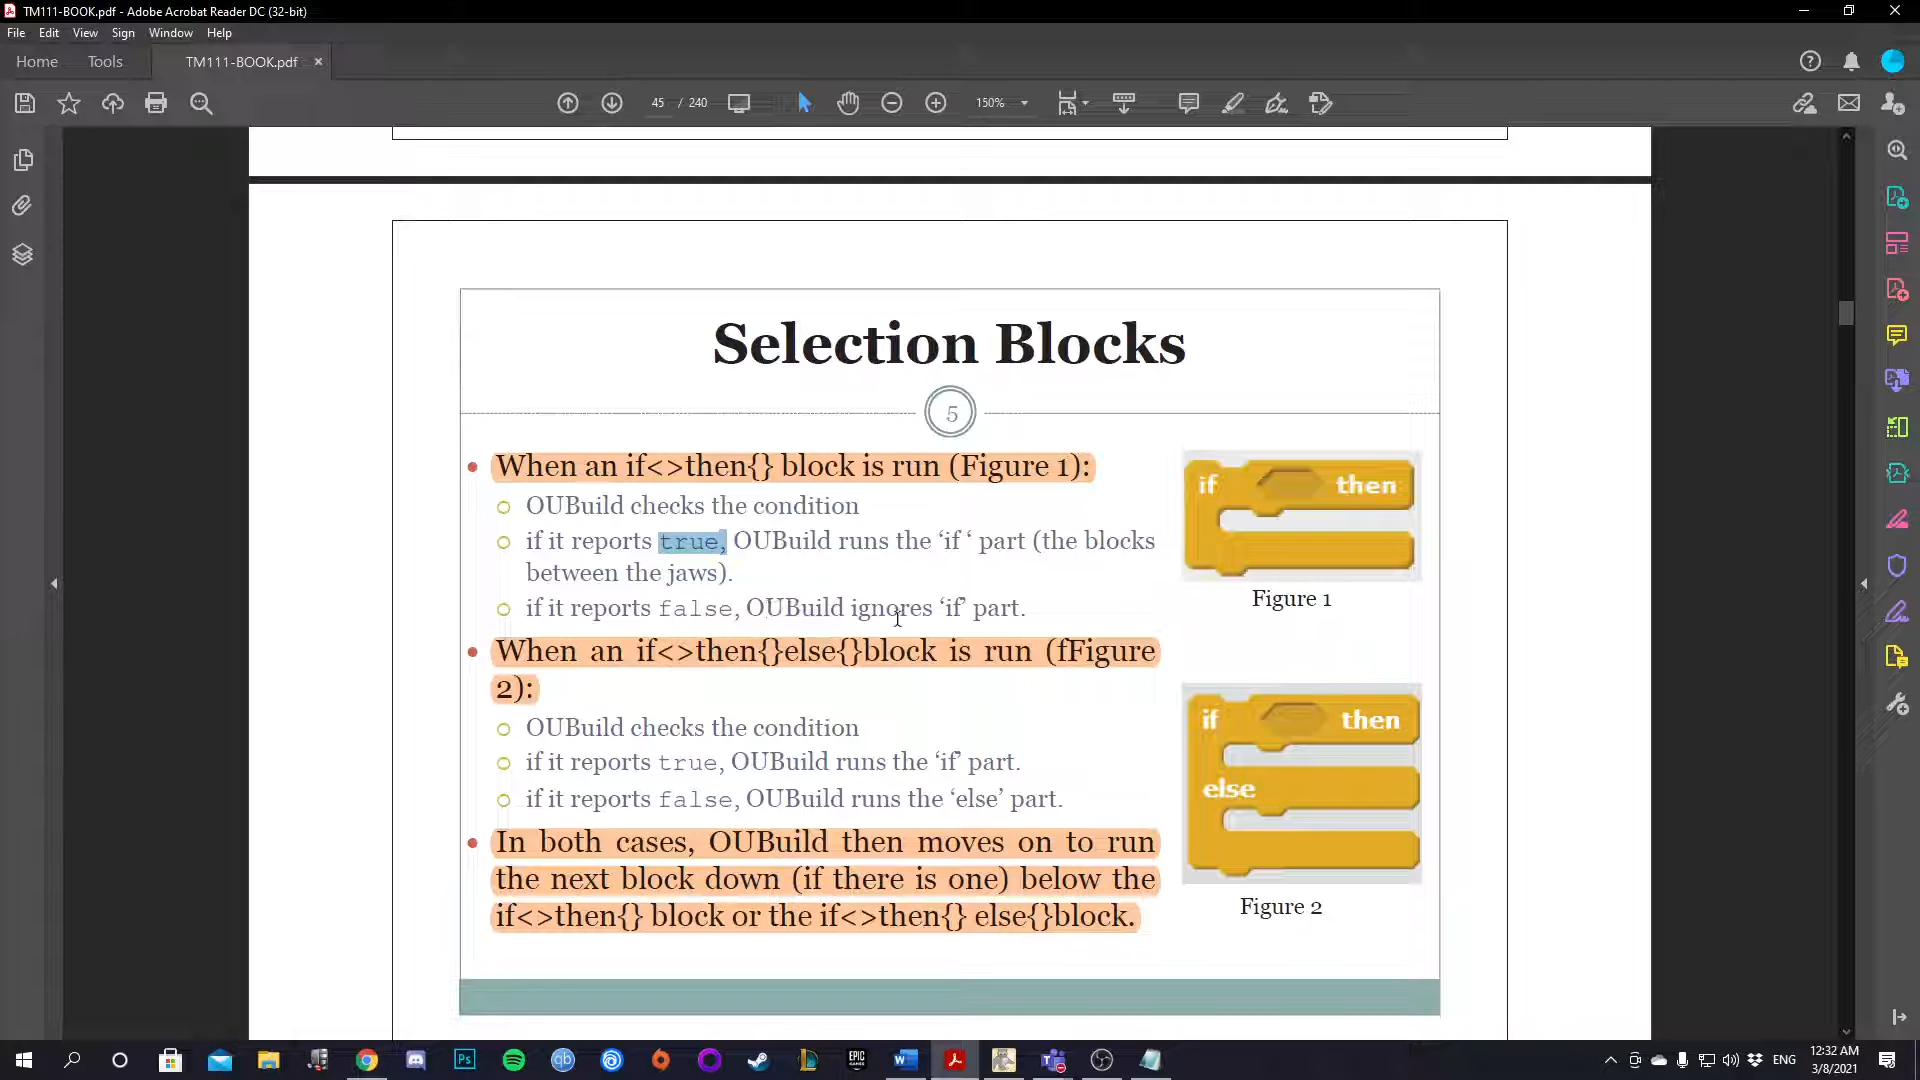 TM111-BOOK.pdf - Adobe Acrobat Reader DC (32-bit)
File Edit View Sign Window Help
Home Tools TM111-BOOK.pdf
45 / 240 150%
Selection Blocks
5
When an if<>then{} block is run (Figure 1):
OUBuild checks the condition
if it reports true, OUBuild runs the ‘if ‘ part (the blocks
between the jaws).
if it reports false, OUBuild ignores ‘if’ part.
if then
Figure 1
When an if<>then{}else{}block is run (fFigure
2):
OUBuild checks the condition
if it reports true, OUBuild runs the ‘if’ part.
if it reports false, OUBuild runs the ‘else’ part.
if then
else
Figure 2
In both cases, OUBuild then moves on to run
the next block down (if there is one) below the
if<>then{} block or the if<>then{} else{}block.
Ps
qb
EPIC GAMES
ENG
12:32 AM
3/8/2021